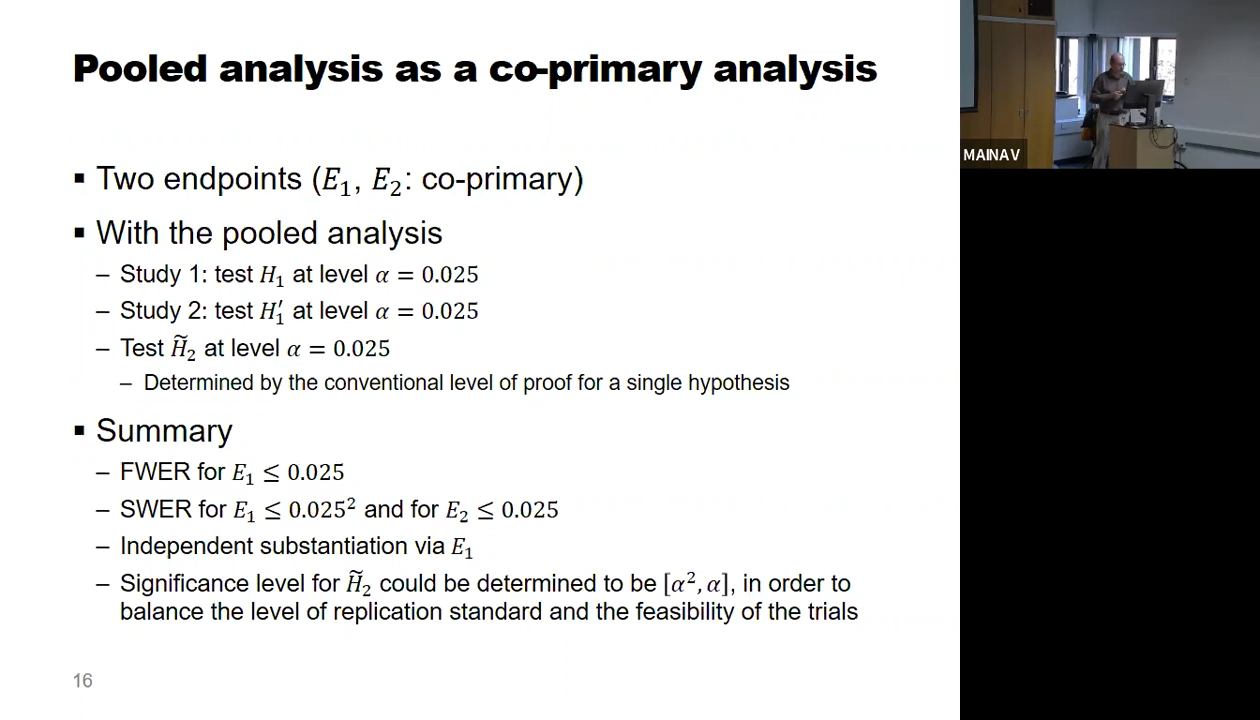 Pooled analysis as a co-primary analysis
▪ Two endpoints (𝐸₁, 𝐸₂: co-primary)
▪ With the pooled analysis
– Study 1: test 𝐻₁ at level 𝛼 = 0.025
– Study 2: test 𝐻₁′ at level 𝛼 = 0.025
– Test 𝐻̃₂ at level 𝛼 = 0.025
– Determined by the conventional level of proof for a single hypothesis
▪ Summary
– FWER for 𝐸₁ ≤ 0.025
– SWER for 𝐸₁ ≤ 0.025² and for 𝐸₂ ≤ 0.025
– Independent substantiation via 𝐸₁
– Significance level for 𝐻̃₂ could be determined to be [𝛼², 𝛼], in order to
balance the level of replication standard and the feasibility of the trials
16
MAIN AV